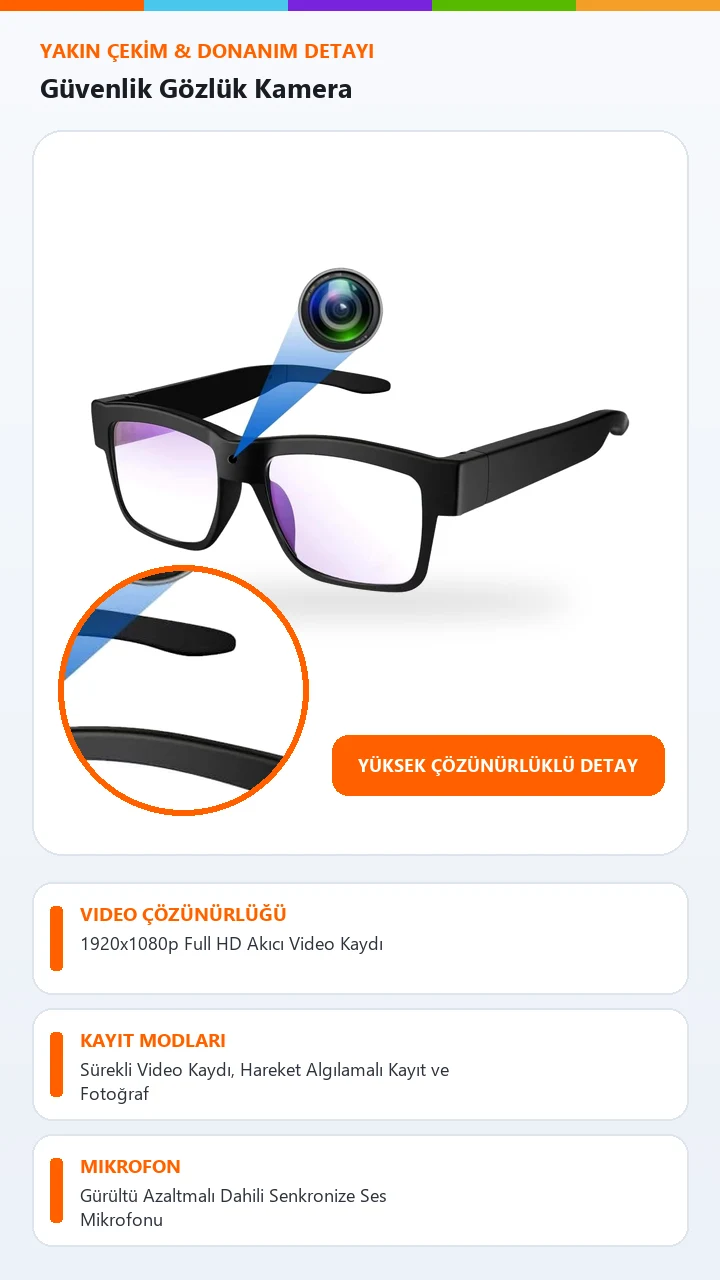 YAKIN ÇEKİM & DONANIM DETAYI
Güvenlik Gözlük Kamera
YÜKSEK ÇÖZÜNÜRLÜKLÜ DETAY
VIDEO ÇÖZÜNÜRLÜĞÜ
1920x1080p Full HD Akıcı Video Kaydı
KAYIT MODLARI
Sürekli Video Kaydı, Hareket Algılamalı Kayıt ve
Fotoğraf
MIKROFON
Gürültü Azaltmalı Dahili Senkronize Ses
Mikrofonu